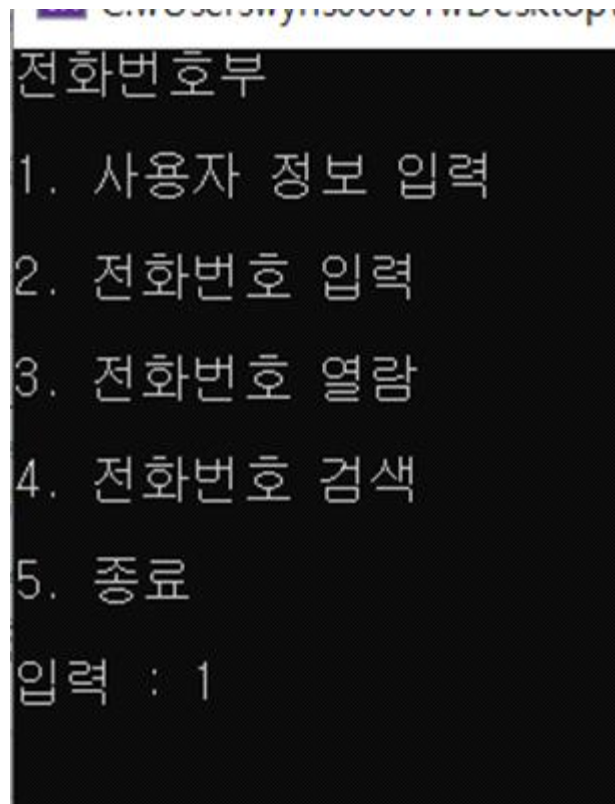 전화번호부
1. 사용자 정보 입력
2. 전화번호 입력
3. 전화번호 열람
4. 전화번호 검색
5. 종료
입력 : 1